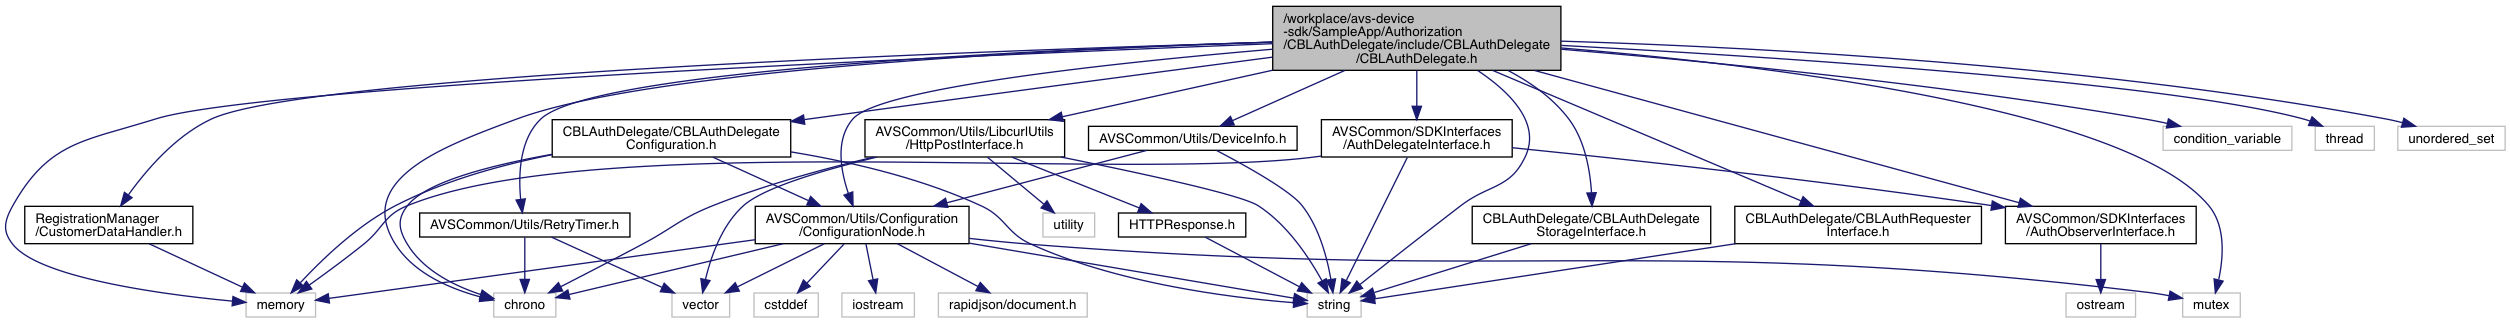 /workplace/avs-device
-sdk/SampleApp/Authorization
/CBLAuthDelegate/include/CBLAuthDelegate
/CBLAuthDelegate.h
CBLAuthDelegate/CBLAuthDelegate
Configuration.h
AVSCommon/Utils/LibcurlUtils
/HttpPostInterface.h
AVSCommon/Utils/DeviceInfo.h
AVSCommon/SDKInterfaces
/AuthDelegateInterface.h
condition_variable
thread
unordered_set
RegistrationManager
/CustomerDataHandler.h
AVSCommon/Utils/RetryTimer.h
AVSCommon/Utils/Configuration
/ConfigurationNode.h
utility
HTTPResponse.h
CBLAuthDelegate/CBLAuthDelegate
StorageInterface.h
CBLAuthDelegate/CBLAuthRequester
Interface.h
AVSCommon/SDKInterfaces
/AuthObserverInterface.h
memory
chrono
vector
cstddef
iostream
rapidjson/document.h
string
ostream
mutex